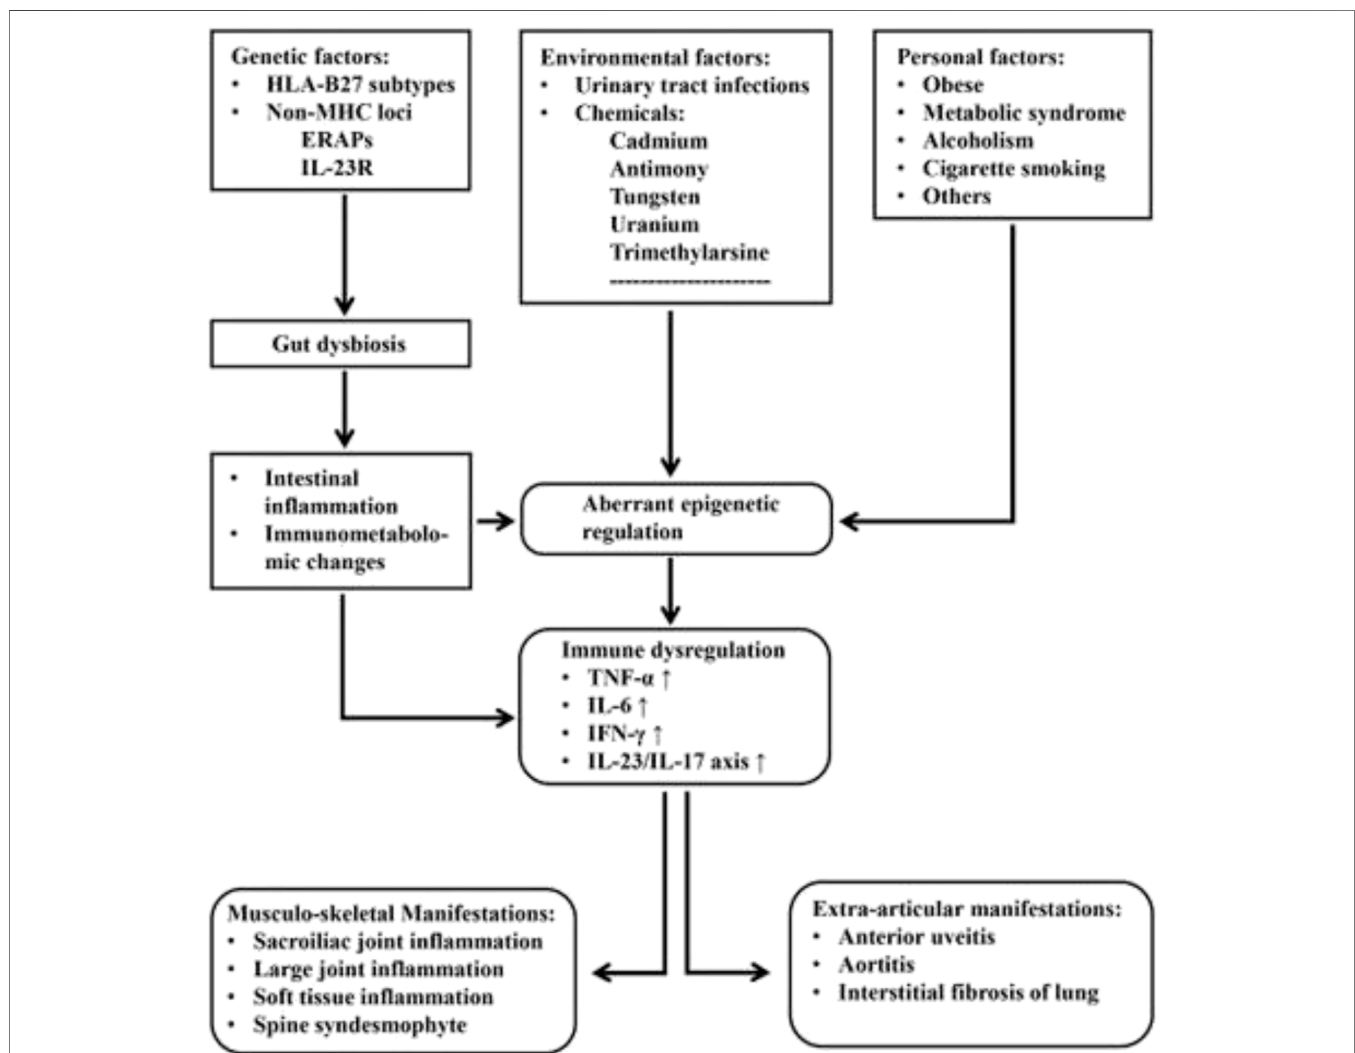 Genetic factors:
• HLA-B27 subtypes
• Non-MHC loci
ERAPs
IL-23R
Environmental factors:
• Urinary tract infections
• Chemicals:
Cadmium
Antimony
Tungsten
Uranium
Trimethylarsine
----------------------
Personal factors:
• Obese
• Metabolic syndrome
• Alcoholism
• Cigarette smoking
• Others
Gut dysbiosis
• Intestinal
inflammation
• Immunometabolo-
mic changes
Aberrant epigenetic
regulation
Immune dysregulation
• TNF-α ↑
• IL-6 ↑
• IFN-γ ↑
• IL-23/IL-17 axis ↑
Musculo-skeletal Manifestations:
• Sacroiliac joint inflammation
• Large joint inflammation
• Soft tissue inflammation
• Spine syndesmophyte
Extra-articular manifestations:
• Anterior uveitis
• Aortitis
• Interstitial fibrosis of lung